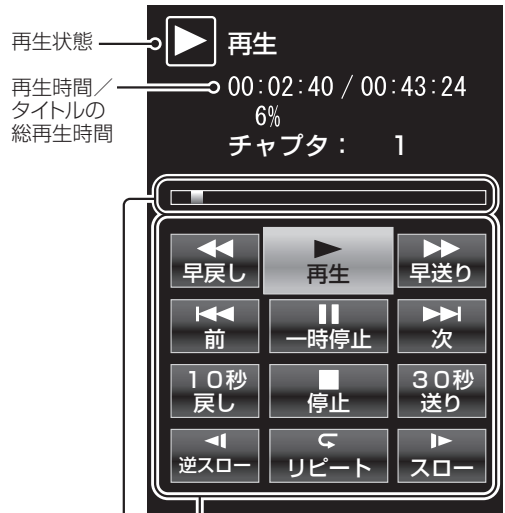 再生状態
再生
再生時間／
タイトルの
総再生時間
00:02:40 / 00:43:24
6%
チャプタ： 1
早戻し
再生
早送り
前
一時停止
次
10秒
戻し
停止
30秒
送り
逆スロー
リピート
スロー